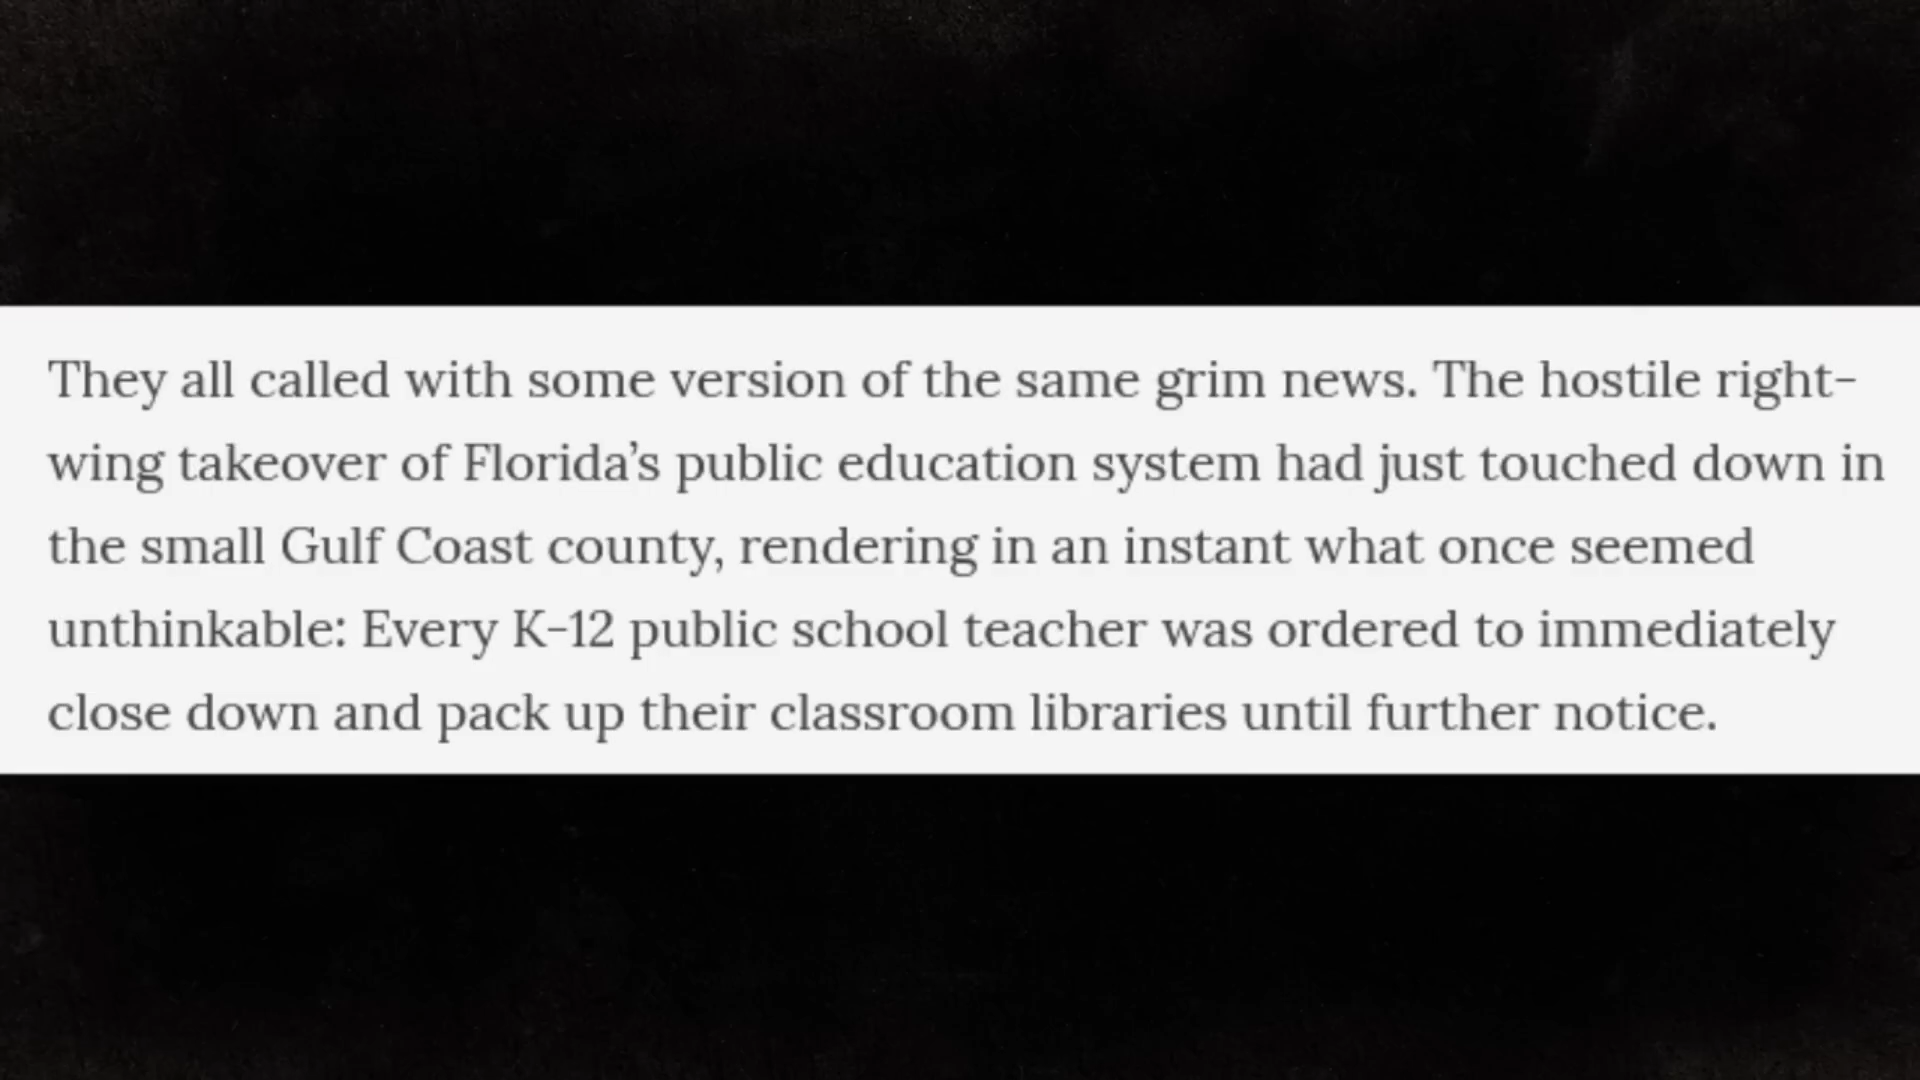 They all called with some version of the same grim news. The hostile right-
wing takeover of Florida’s public education system had just touched down in
the small Gulf Coast county, rendering in an instant what once seemed
unthinkable: Every K-12 public school teacher was ordered to immediately
close down and pack up their classroom libraries until further notice.